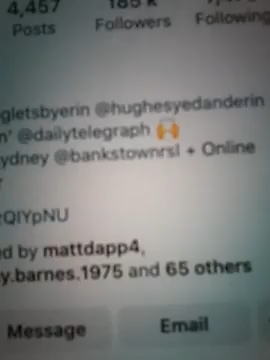 4,457 185 K
Posts Followers Following
gletsbyerin @hughesyedanderin
n' @dailytelegraph 🙌
ydney @bankstownrsl + Online
QIYpNU
ed by mattdapp4,
y.barnes.1975 and 65 others
Message Email